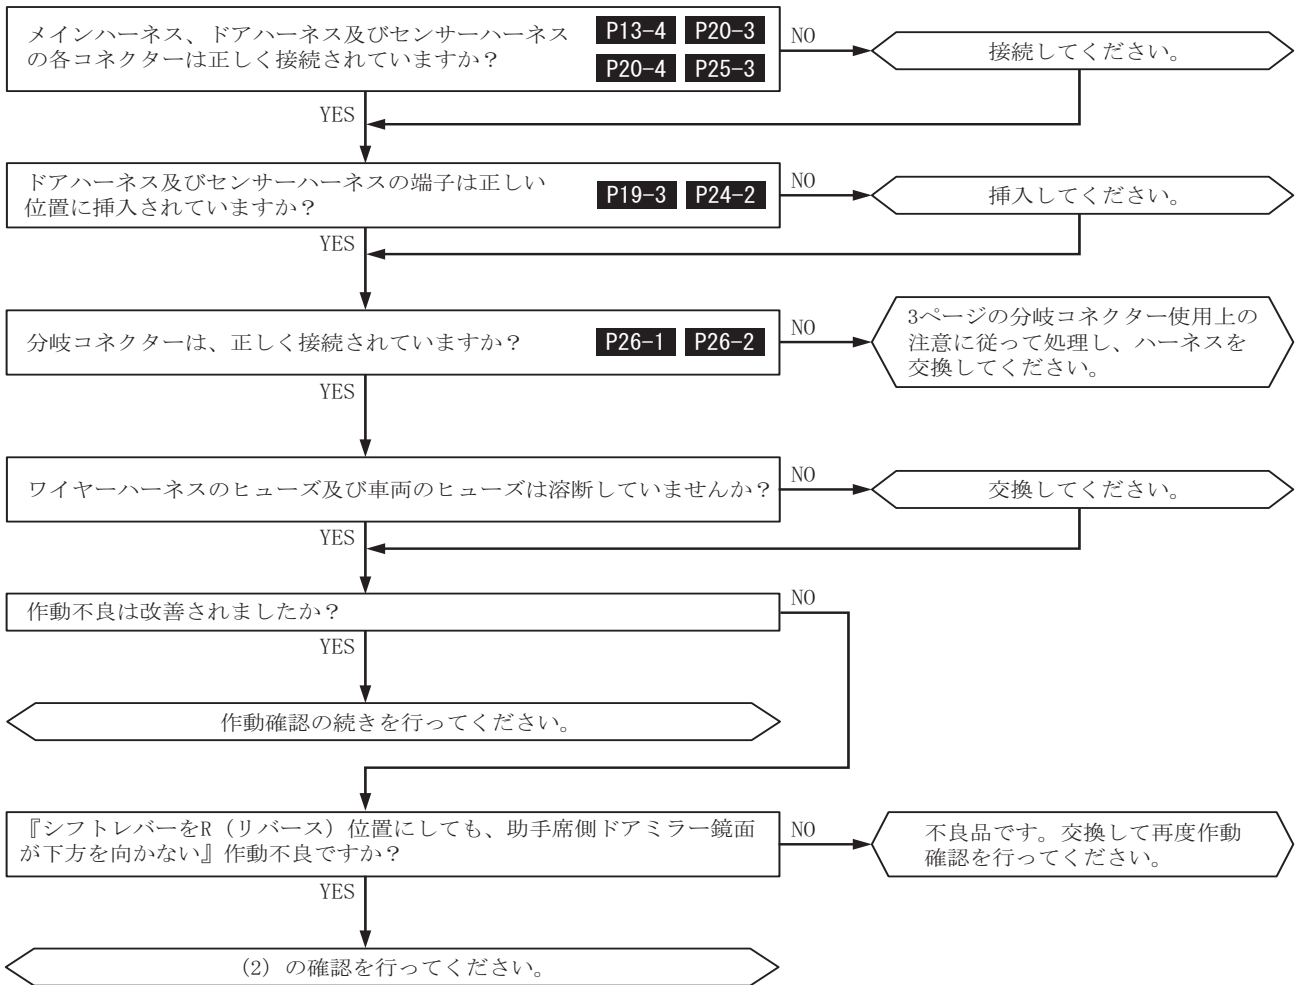 メインハーネス、ドアハーネス及びセンサーハーネス
の各コネクターは正しく接続されていますか？
P13-4 P20-3
P20-4 P25-3
NO
接続してください。
YES
ドアハーネス及びセンサーハーネスの端子は正しい
位置に挿入されていますか？
P19-3 P24-2
NO
挿入してください。
YES
分岐コネクターは、正しく接続されていますか？
P26-1 P26-2
NO
3ページの分岐コネクター使用上の
注意に従って処理し、ハーネスを
交換してください。
YES
ワイヤーハーネスのヒューズ及び車両のヒューズは溶断していませんか？
NO
交換してください。
YES
作動不良は改善されましたか？
NO
YES
作動確認の続きを行ってください。
『シフトレバーをR（リバース）位置にしても、助手席側ドアミラー鏡面
が下方を向かない』作動不良ですか？
NO
不良品です。交換して再度作動
確認を行ってください。
YES
(2) の確認を行ってください。